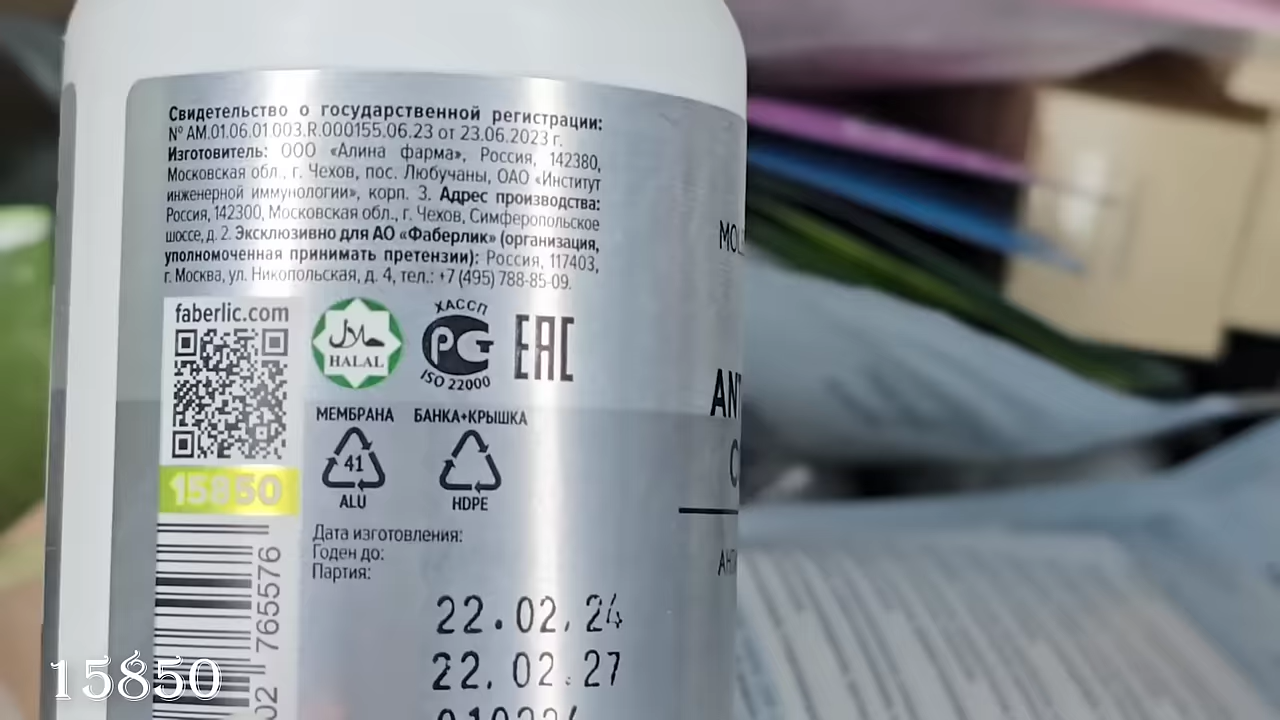 Свидетельство о государственной регистрации:
№ AM.01.06.01.003.R.000155.06.23 от 23.06.2023 г.
Изготовитель: ООО «Алина фарма», Россия, 142380,
Московская обл., г. Чехов, пос. Любучаны, ОАО «Институт
инженерной иммунологии», корп. 3. Адрес производства:
Россия, 142300, Московская обл., г. Чехов, Симферопольское
шоссе, д. 2. Эксклюзивно для АО «Фаберлик» (организация,
уполномоченная принимать претензии): Россия, 117403,
г. Москва, ул. Никопольская, д. 4, тел.: +7 (495) 788-85-09.
faberlic.com
حلال
HALAL
ХАССП
РСТ
ISO 22000
EAC
15850
МЕМБРАНА
41
ALU
БАНКА+КРЫШКА
HDPE
Дата изготовления:
Годен до:
Партия:
22.02.24
22.02.27
02 765576
15850